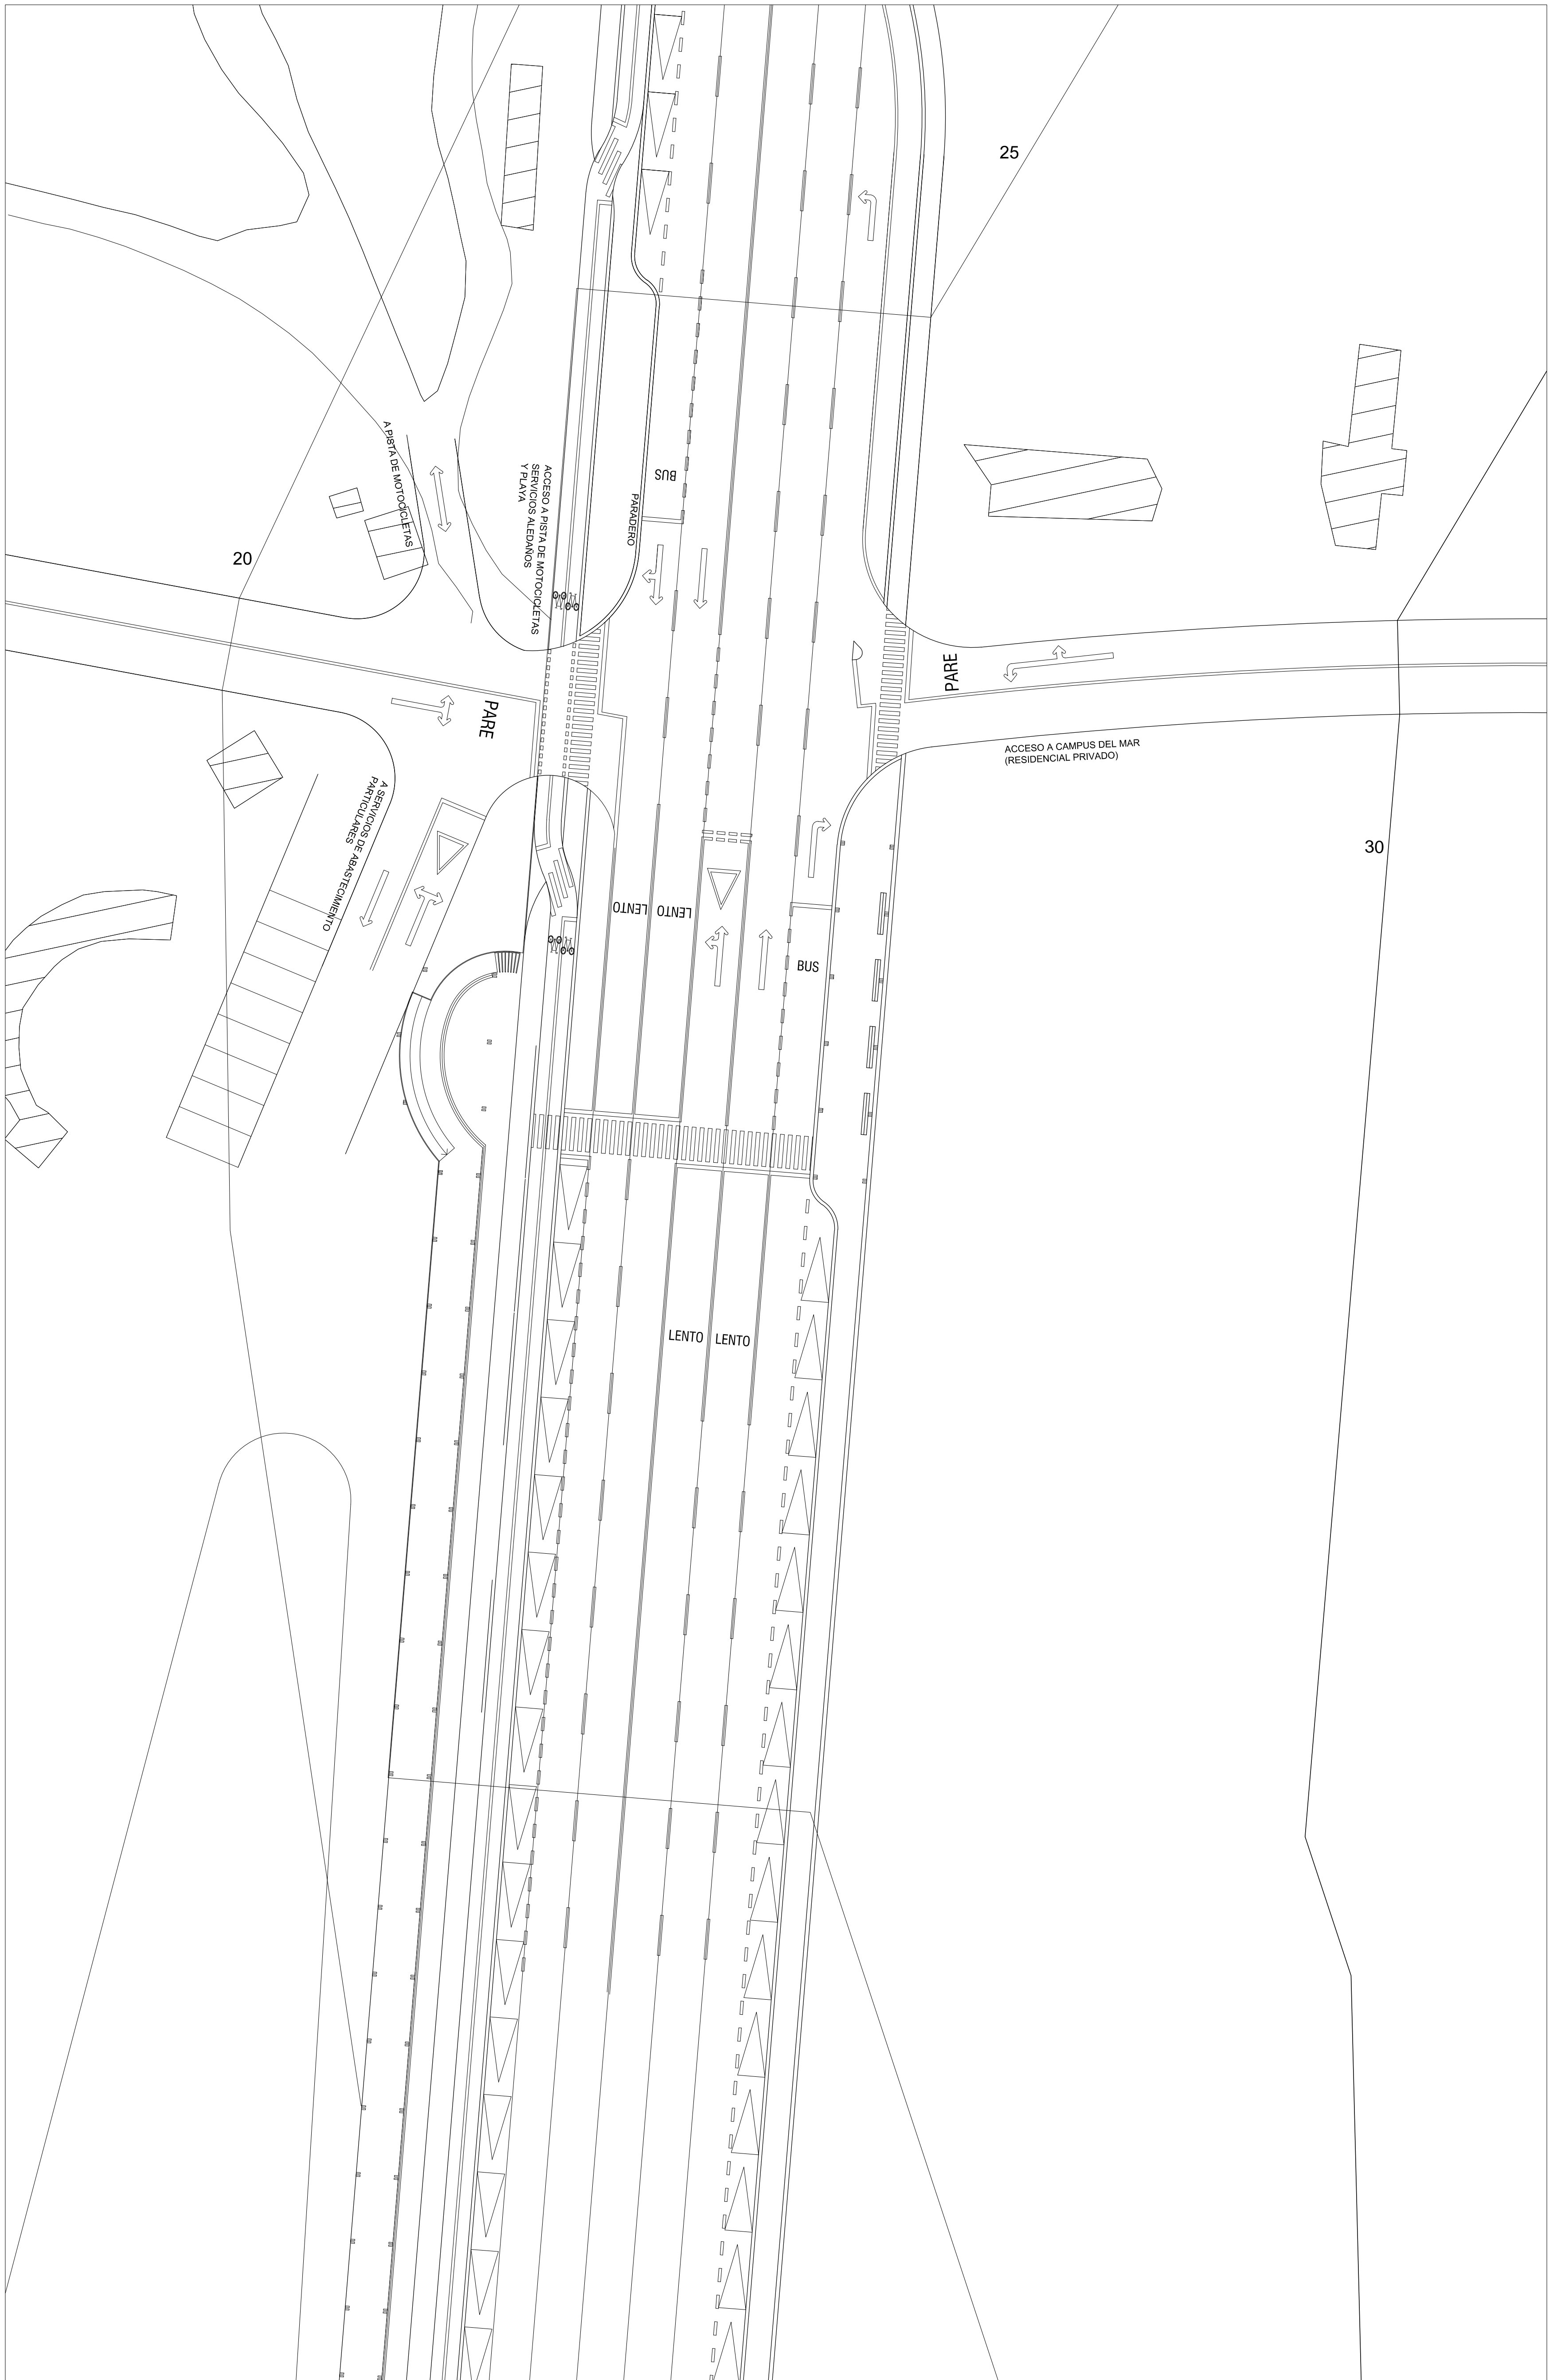 25
A PISTA DE MOTOCICLETAS
ACCESO A PISTA DE MOTOCICLETAS
SERVICIOS ALEDAÑOS
Y PLAYA
PARADERO
BUS
20
PARE
PARE
ACCESO A CAMPUS DEL MAR
(RESIDENCIAL PRIVADO)
A SERVICIOS DE ABASTECIMIENTO
PARTICULARES
30
LENTO
LENTO
BUS
LENTO
LENTO